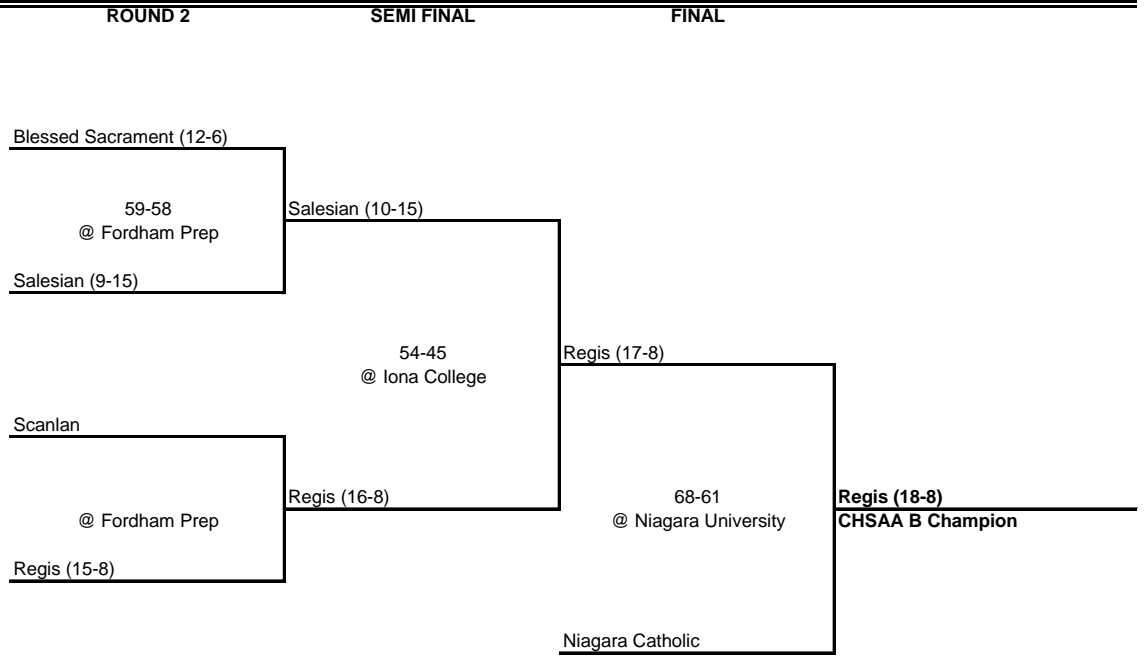 ROUND 2
SEMI FINAL
FINAL
Blessed Sacrament (12-6)
59-58
@ Fordham Prep
Salesian (10-15)
Salesian (9-15)
54-45
@ Iona College
Regis (17-8)
Scanlan
@ Fordham Prep
Regis (16-8)
68-61
@ Niagara University
Regis (18-8)
CHSAA B Champion
Regis (15-8)
Niagara Catholic